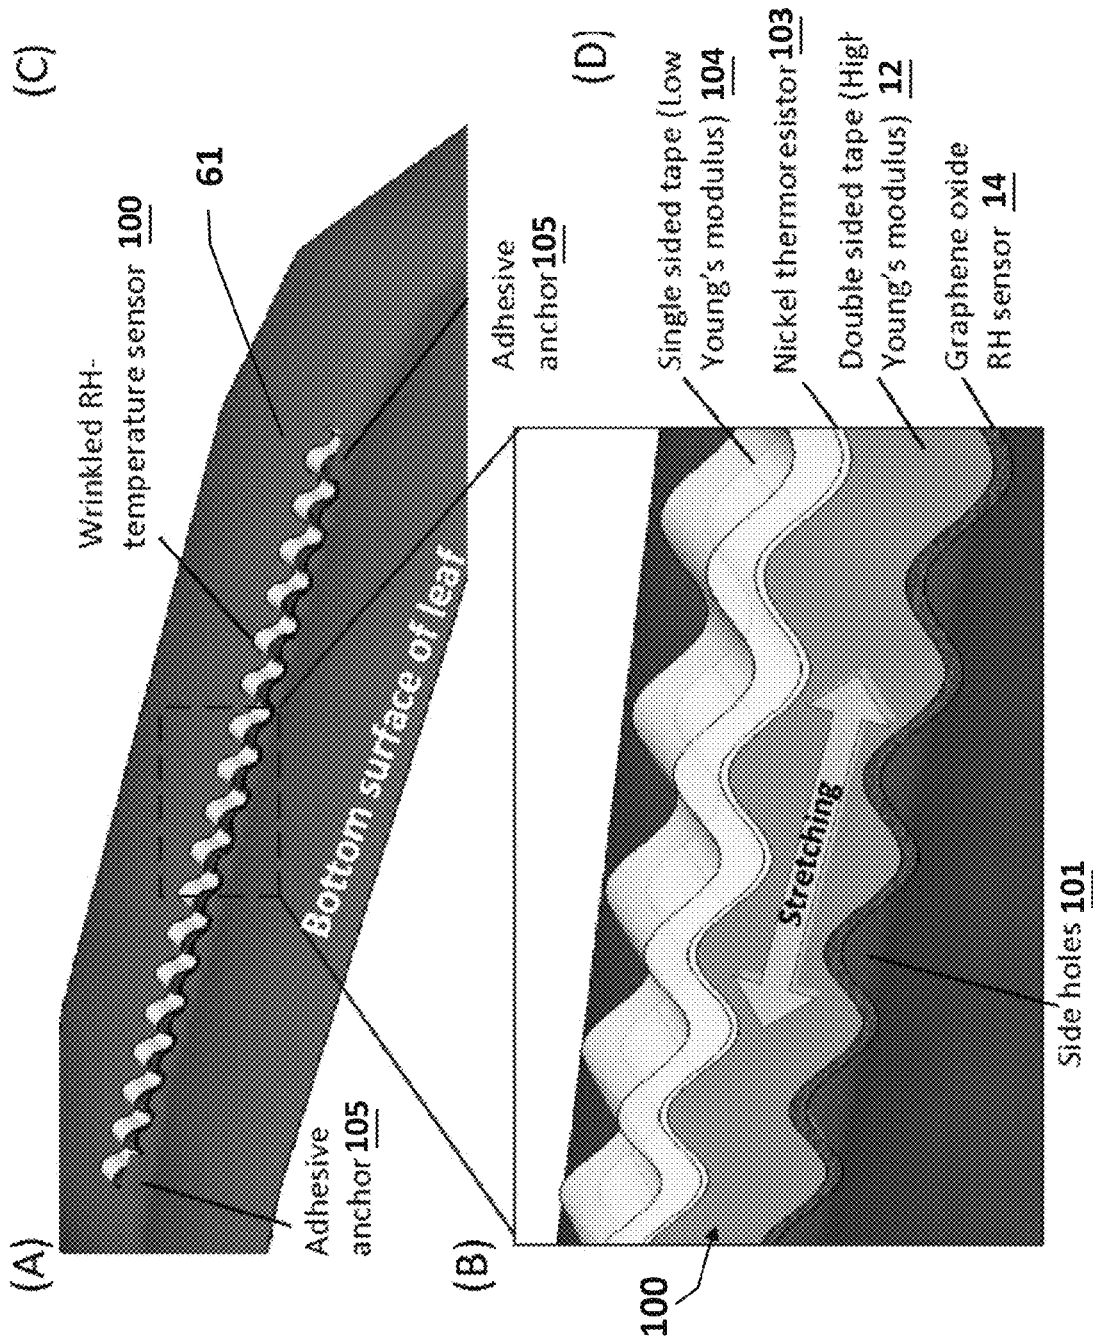 (A)
(C)
Wrinkled RH-
temperature sensor 100
61
Adhesive
anchor 105
Adhesive
anchor 105
Bottom surface of leaf
(B)
(D)
100
Stretching
Single sided tape (Low
Young's modulus) 104
Nickel thermoresistor 103
Double sided tape (High
Young's modulus) 12
Graphene oxide
RH sensor 14
Side holes 101